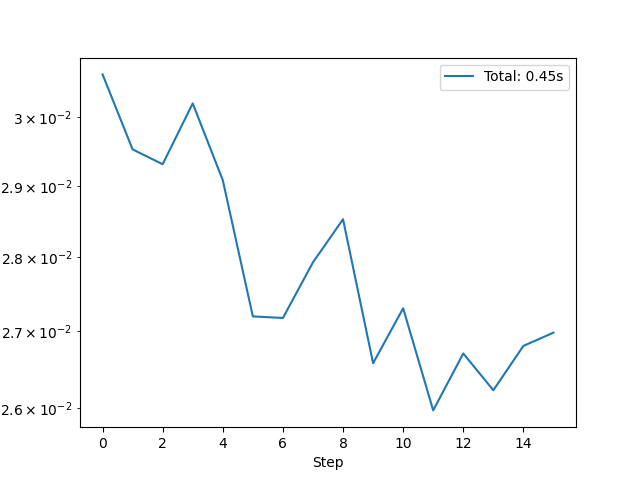 Total: 0.45s
3 × 10⁻²
2.9 × 10⁻²
2.8 × 10⁻²
2.7 × 10⁻²
2.6 × 10⁻²
0 2 4 6 8 10 12 14
Step